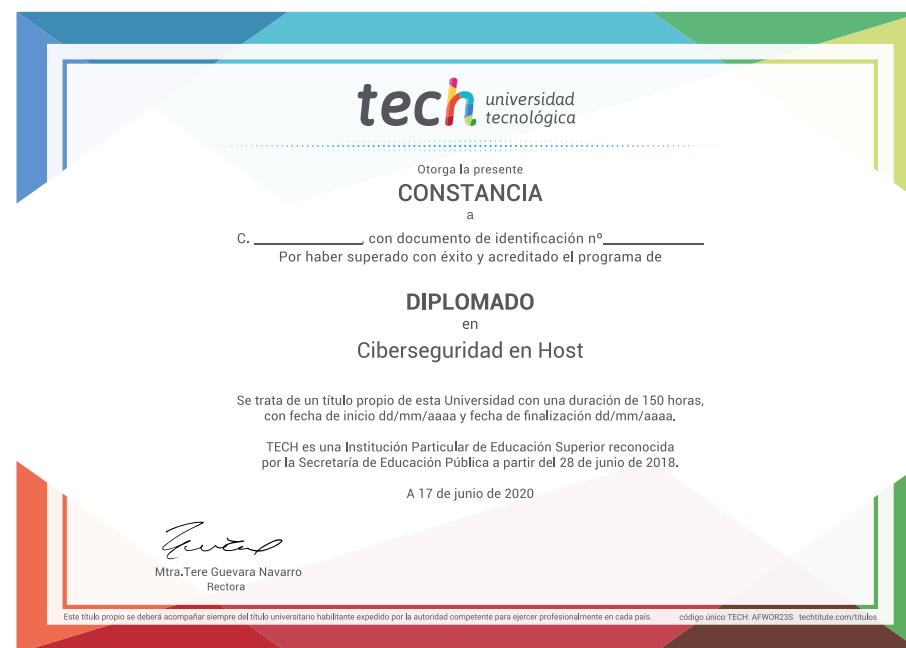 tech universidad
tecnológica
Otorga la presente
CONSTANCIA
a
C. ______________, con documento de identificación nº_____________
Por haber superado con éxito y acreditado el programa de
DIPLOMADO
en
Ciberseguridad en Host
Se trata de un título propio de esta Universidad con una duración de 150 horas,
con fecha de inicio dd/mm/aaaa y fecha de finalización dd/mm/aaaa.
TECH es una Institución Particular de Educación Superior reconocida
por la Secretaría de Educación Pública a partir del 28 de junio de 2018.
A 17 de junio de 2020
Mtra.Tere Guevara Navarro
Rectora
Este título propio se deberá acompañar siempre del título universitario habilitante expedido por la autoridad competente para ejercer profesionalmente en cada país. código único TECH: AFWOR23S techtitute.com/titulos